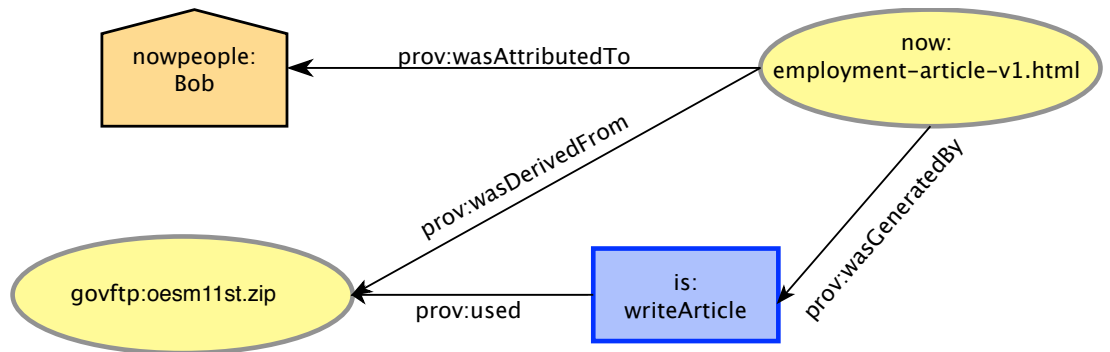 nowpeople:
Bob
prov:wasAttributedTo
now:
employment-article-v1.html
prov:wasDerivedFrom
prov:wasGeneratedBy
govftp:oesm11st.zip
prov:used
is:
writeArticle